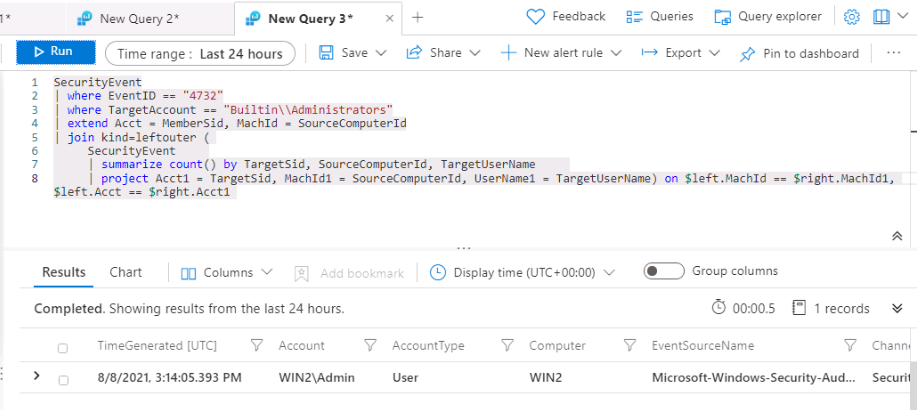 1*
New Query 2*
New Query 3*
Feedback
Queries
Query explorer
Run
Time range : Last 24 hours
Save
Share
New alert rule
Export
Pin to dashboard
1 SecurityEvent
2 | where EventID == "4732"
3 | where TargetAccount == "Builtin\\Administrators"
4 | extend Acct = MemberSid, MachId = SourceComputerId
5 | join kind=leftouter (
6 SecurityEvent
7 | summarize count() by TargetSid, SourceComputerId, TargetUserName
8 | project Acct1 = TargetSid, MachId1 = SourceComputerId, UserName1 = TargetUserName) on $left.MachId == $right.MachId1,
$left.Acct == $right.Acct1
Results
Chart
Columns
Add bookmark
Display time (UTC+00:00)
Group columns
Completed. Showing results from the last 24 hours.
00:00.5
1 records
TimeGenerated [UTC]
Account
AccountType
Computer
EventSourceName
Channe
8/8/2021, 3:14:05.393 PM
WIN2\Admin
User
WIN2
Microsoft-Windows-Security-Aud...
Securit